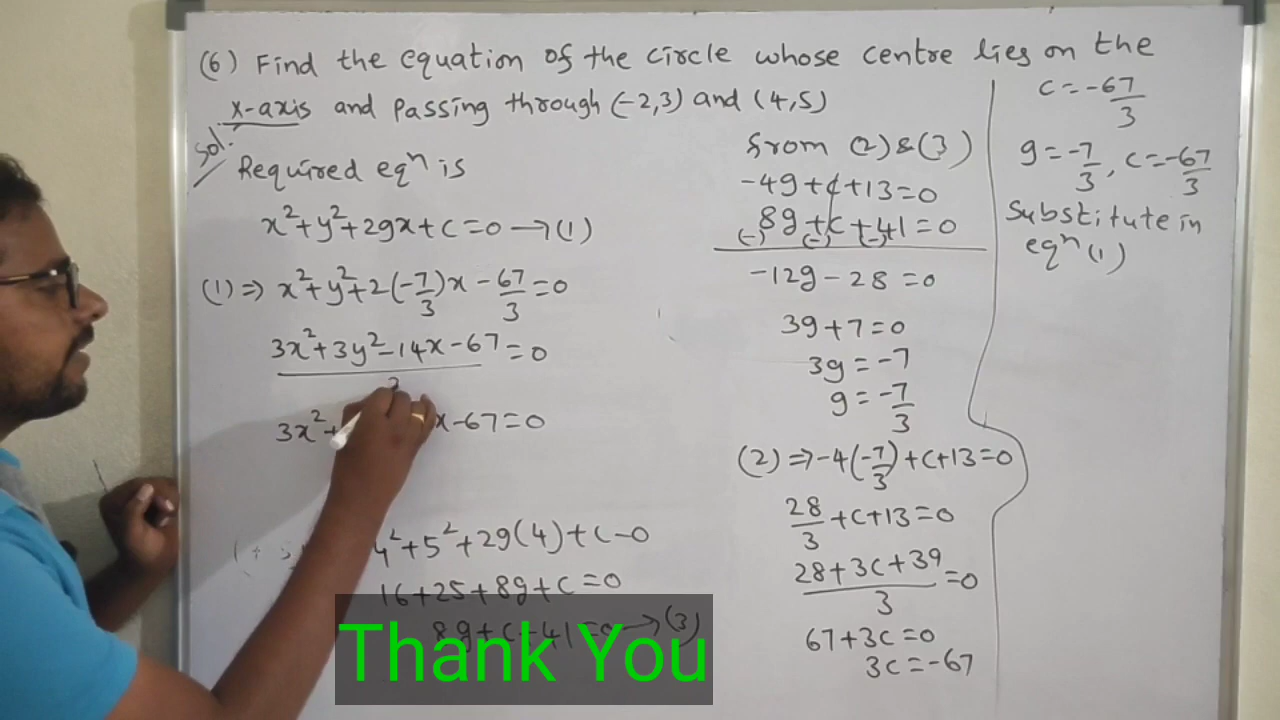 (6) Find the equation of the circle whose centre lies on the
x-axis and passing through (-2,3) and (4,5)
Sol:
Required eqⁿ is
x²+y²+2gx+c=0 →(1)
(1)⇒ x²+y²+2(-7/3)x - 67/3 = 0
3x²+3y²-14x-67 = 0
3
3x²+ x-67=0
4²+5²+2g(4)+c=0
16+25+8g+c=0
8g+c+41=0 →(3)
from (2)&(3)
-4g+c+13=0
8g+c+41=0
(-) (-) (-)
-12g-28=0
3g+7=0
3g=-7
g=-7/3
(2)⇒-4(-7/3)+c+13=0
28/3+c+13=0
28+3c+39=0
3
67+3c=0
3c=-67
c=-67/3
g=-7/3, c=-67/3
Substitute in
eqⁿ (1)
Thank You